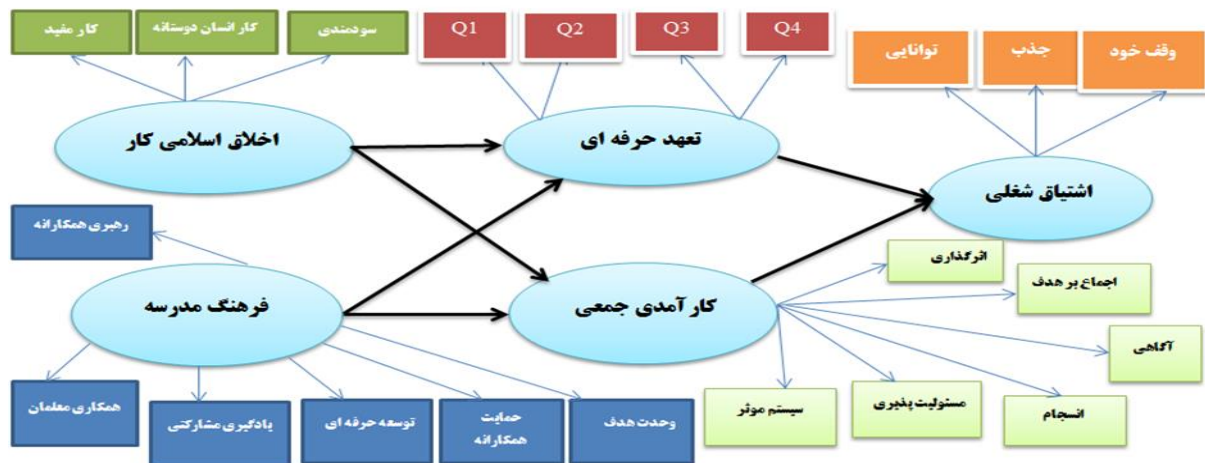 سودمندی
کار انسان دوستانه
کار مفید
Q1
Q2
Q3
Q4
وقف خود
جذب
توانایی
اخلاق اسلامی کار
تعهد حرفه ای
اشتیاق شغلی
رهبری همکارانه
فرهنگ مدرسه
کارآمدی جمعی
اثرگذاری
اجماع بر هدف
آگاهی
انسجام
مسئولیت پذیری
سیستم موثر
همکاری معلمان
یادگیری مشارکتی
توسعه حرفه ای
حمایت
همکارانه
وحدت هدف